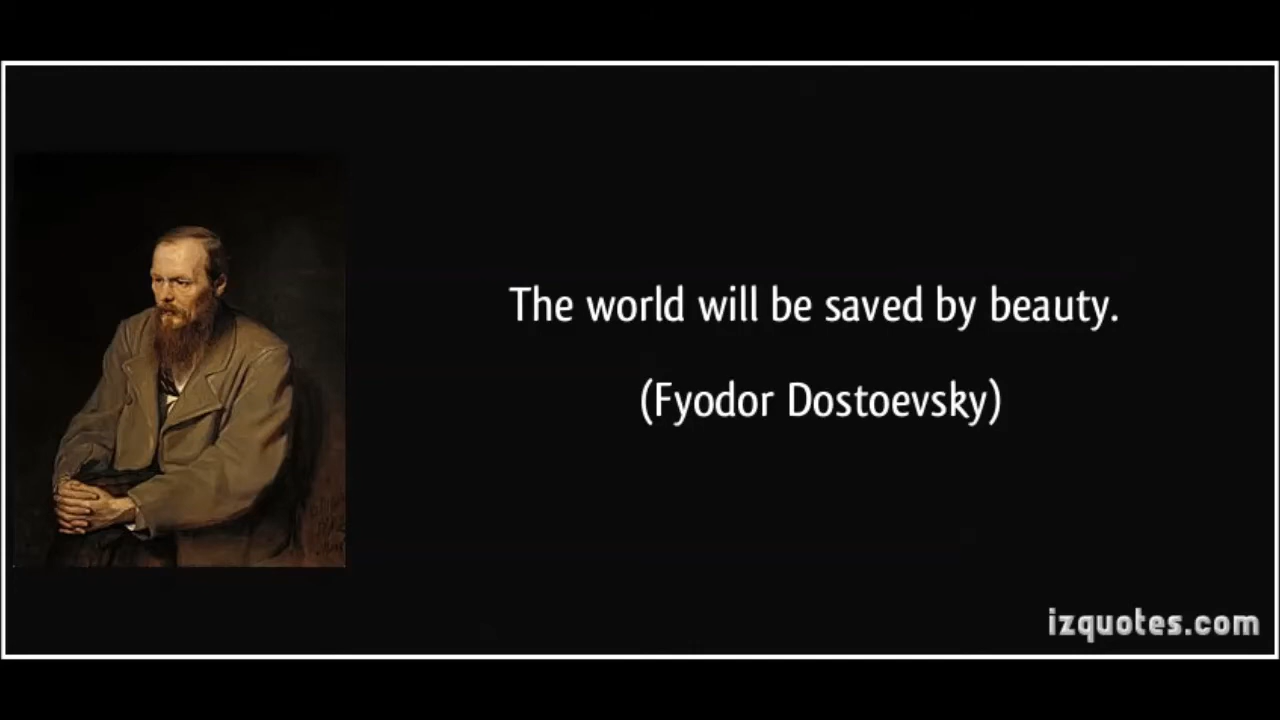 The world will be saved by beauty.
(Fyodor Dostoevsky)
izquotes.com